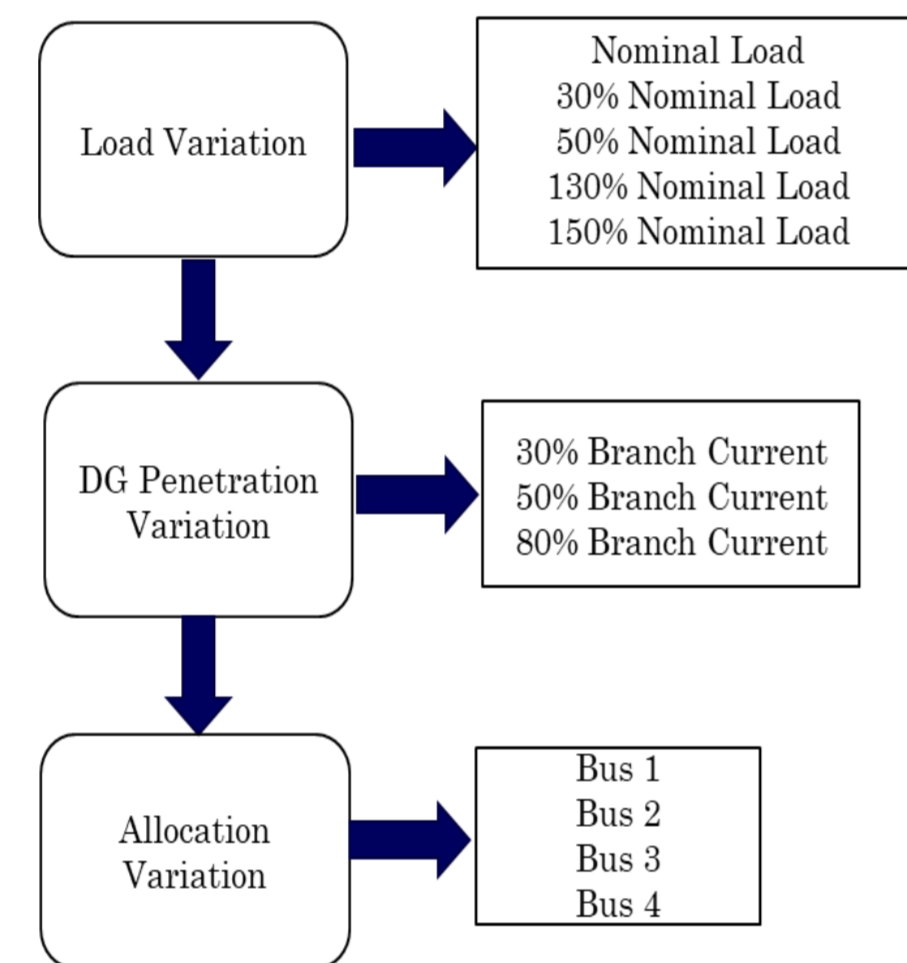 Load Variation
Nominal Load
30% Nominal Load
50% Nominal Load
130% Nominal Load
150% Nominal Load
DG Penetration
Variation
30% Branch Current
50% Branch Current
80% Branch Current
Allocation
Variation
Bus 1
Bus 2
Bus 3
Bus 4